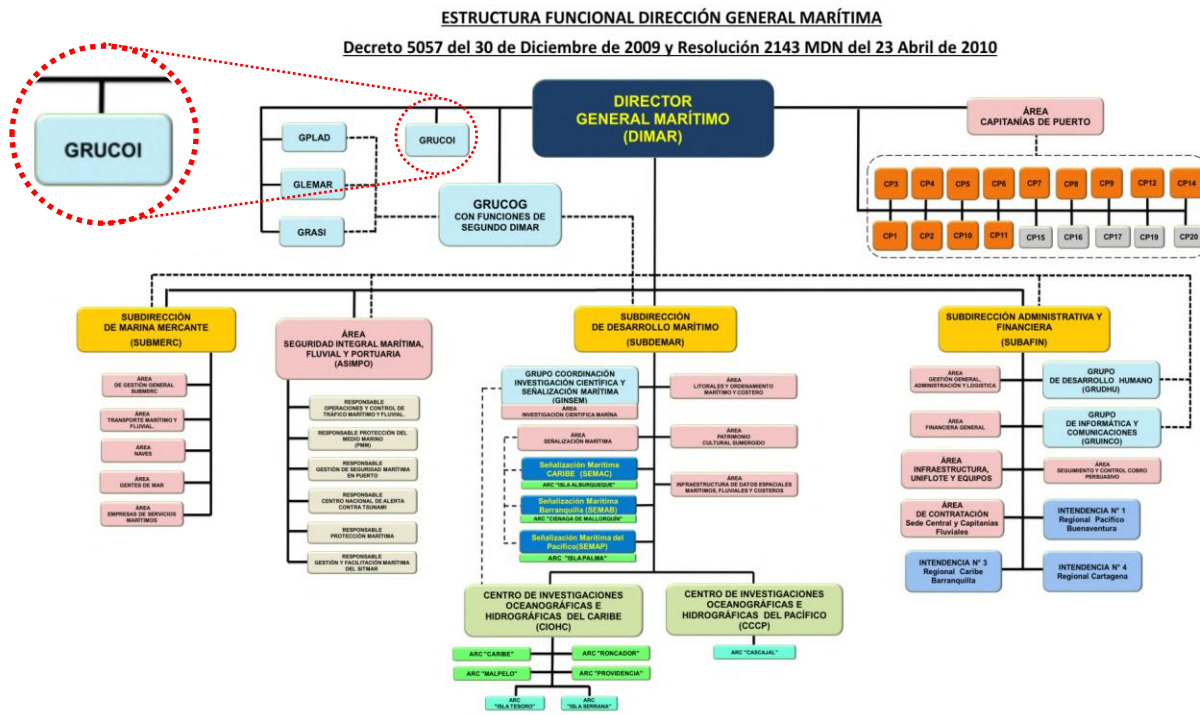 ESTRUCTURA FUNCIONAL DIRECCIÓN GENERAL MARÍTIMA
Decreto 5057 del 30 de Diciembre de 2009 y Resolución 2143 MDN del 23 Abril de 2010
GRUCOI
DIRECTOR
GENERAL MARÍTIMO
(DIMAR)
GPLAD
GLEMAR
GRASI
GRUCOI
GRUCOG
CON FUNCIONES DE
SEGUNDO DIMAR
ÁREA
CAPITANÍAS DE PUERTO
CP3
CP4
CP5
CP6
CP7
CP8
CP9
CP12
CP14
CP1
CP2
CP10
CP11
CP15
CP16
CP17
CP19
CP20
SUBDIRECCIÓN
DE MARINA MERCANTE
(SUBMERC)
ÁREA
DE GESTIÓN GENERAL
SUBMERC
ÁREA
TRANSPORTE MARÍTIMO Y
FLUVIAL.
ÁREA
NAVES
ÁREA
GENTES DE MAR
ÁREA
EMPRESAS DE SERVICIOS
MARÍTIMOS
ÁREA
SEGURIDAD INTEGRAL MARÍTIMA,
FLUVIAL Y PORTUARIA
(ASIMPO)
RESPONSABLE
OPERACIONES Y CONTROL DE
TRÁFICO MARÍTIMO Y FLUVIAL.
RESPONSABLE PROTECCIÓN DEL
MEDIO MARINO
(PMM)
RESPONSABLE
GESTIÓN DE SEGURIDAD MARÍTIMA
EN PUERTO
RESPONSABLE
CENTRO NACIONAL DE ALERTA
CONTRA TSUNAMI
RESPONSABLE
PROTECCIÓN MARÍTIMA
RESPONSABLE
GESTIÓN Y FACILITACIÓN MARÍTIMA
DEL SITMAR
SUBDIRECCIÓN
DE DESARROLLO MARÍTIMO
(SUBDEMAR)
GRUPO COORDINACIÓN
INVESTIGACIÓN CIENTÍFICA Y
SEÑALIZACIÓN MARÍTIMA
(GINSEM)
ÁREA
INVESTIGACIÓN CIENTIFICA MARÍNA
ÁREA
SEÑALIZACIÓN MARÍTIMA
Señalización Marítima
CARIBE (SEMAC)
ARC "ISLA ALBURQUEQUE"
Señalización Marítima
Barranquilla (SEMAB)
ARC "CIENAGA DE MALLORQUÍN"
Señalización Marítima del
Pacífico(SEMAP)
ARC "ISLA PALMA"
ÁREA
LITORALES Y ORDENAMIENTO
MARÍTIMO Y COSTERO
ÁREA
PATRIMONIO
CULTURAL SUMERGIDO
ÁREA
INFRAESTRUCTURA DE DATOS ESPACIALES
MARÍTIMOS, FLUVIALES Y COSTEROS
CENTRO DE INVESTIGACIONES
OCEANOGRÁFICAS E
HIDROGRÁFICAS DEL CARIBE
(CIOHC)
ARC "CARIBE"
ARC "RONCADOR"
ARC "MALPELO"
ARC "PROVIDENCIA"
ARC
"ISLA TESORO"
ARC
"ISLA SERRANA"
CENTRO DE INVESTIGACIONES
OCEANOGRÁFICAS E
HIDROGRÁFICAS DEL PACÍFICO
(CCCP)
ARC "CASCAJAL"
SUBDIRECCIÓN ADMINISTRATIVA Y
FINANCIERA
(SUBAFIN)
ÁREA
GESTIÓN GENERAL,
ADMINISTRACIÓN Y LOGISTICA
GRUPO
DE DESARROLLO HUMANO
(GRUDHU)
ÁREA
FINANCIERA GENERAL
GRUPO
DE INFORMÁTICA Y
COMUNICACIONES
(GRUINCO)
ÁREA
INFRAESTRUCTURA,
UNIFLOTE Y EQUIPOS
ÁREA
SEGUIMIENTO Y CONTROL COBRO
PERSUASIVO
ÁREA
DE CONTRATACIÓN
Sede Central y Capitanías
Fluviales
INTENDENCIA N° 1
Regional Pacífico
Buenaventura
INTENDENCIA N° 3
Regional Caribe
Barranquilla
INTENDENCIA N° 4
Regional Cartagena